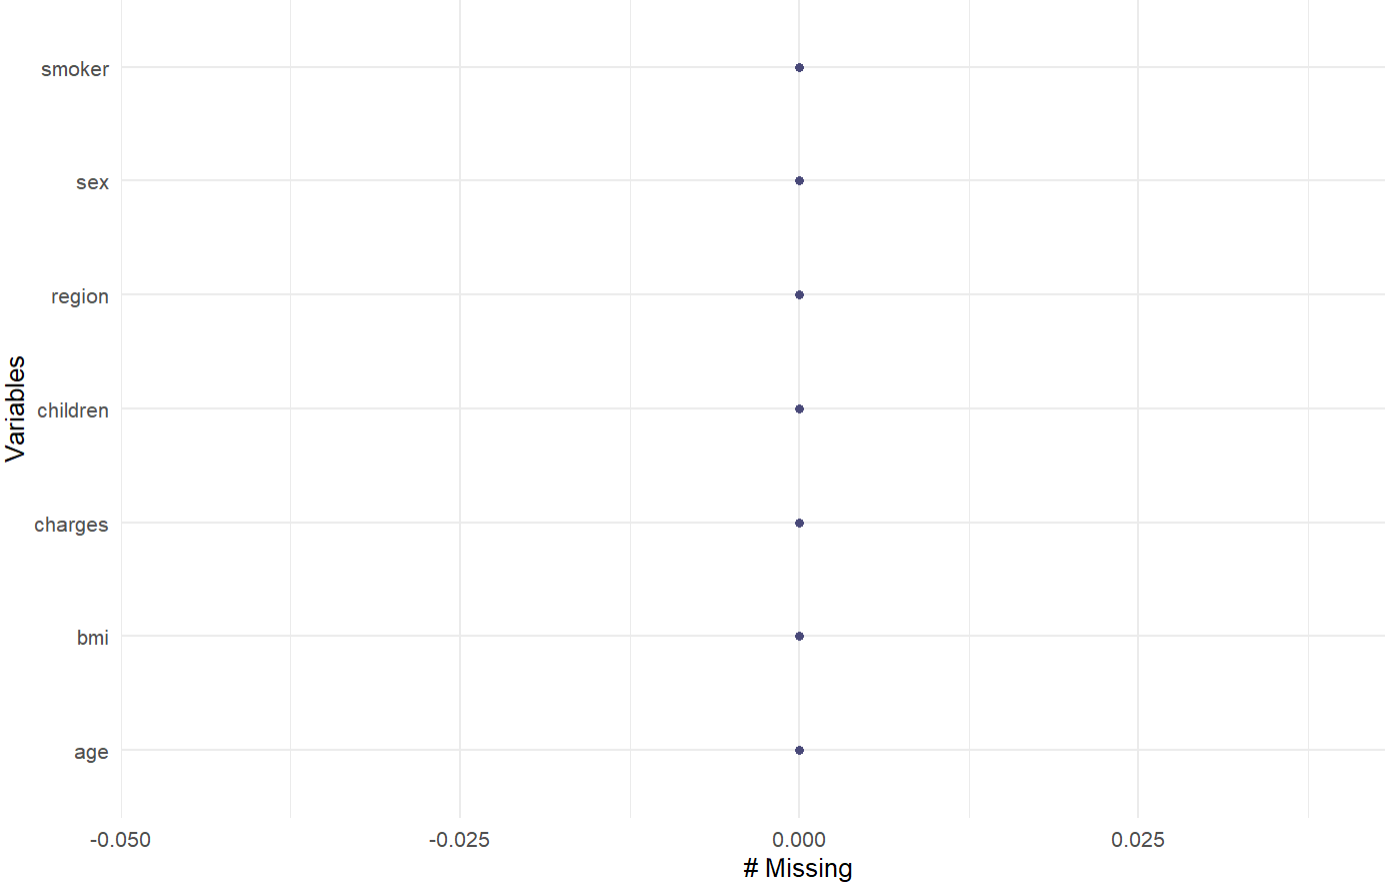 smoker
sex
region
children
charges
bmi
age
Variables
-0.050 -0.025 0.000 0.025
# Missing